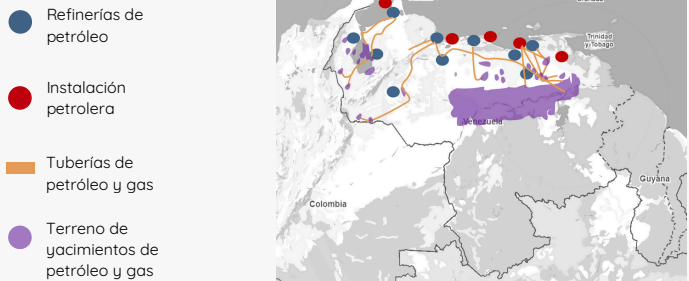 Refinerías de
petróleo
Instalación
petrolera
Tuberías de
petróleo y gas
Terreno de
yacimientos de
petróleo y gas
Trinidad
y Tobago
Venezuela
Guyana
Colombia